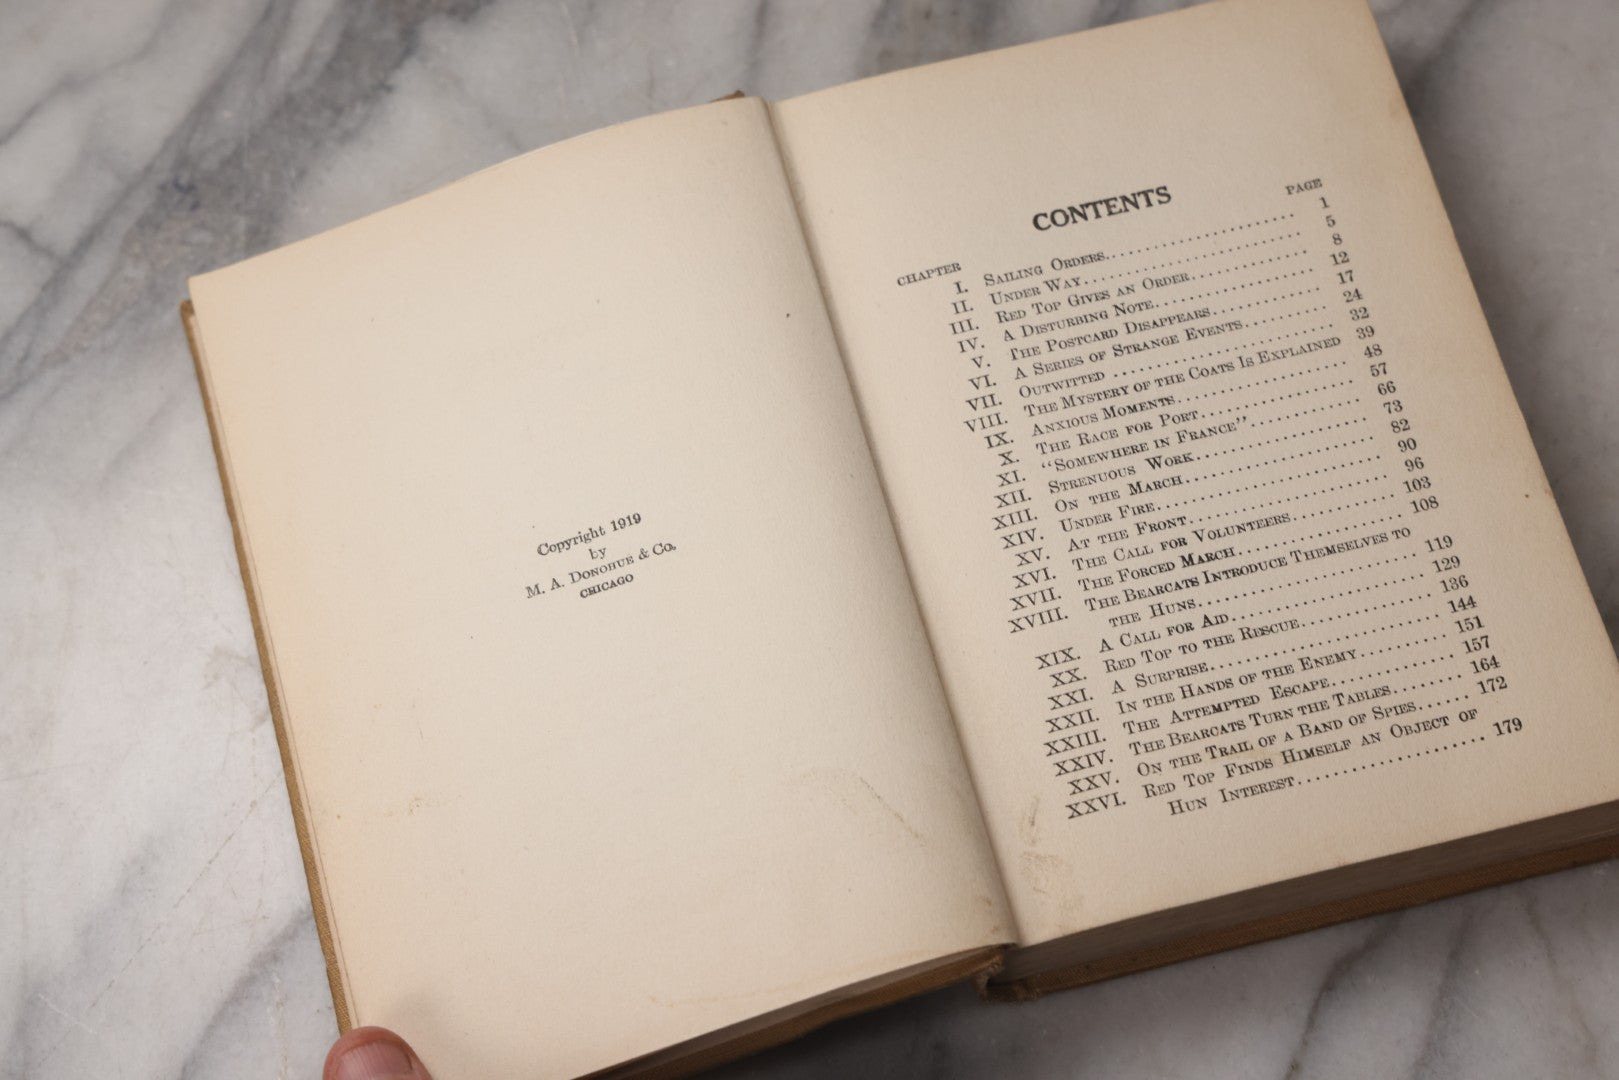 Copyright 1919
by
M. A. DONOHUE & CO.
CHICAGO
CONTENTS
CHAPTER PAGE
I. SAILING ORDERS 1
II. UNDER WAY 5
III. RED TOP GIVES AN ORDER 8
IV. A DISTURBING NOTE 12
V. THE POSTCARD DISAPPEARS 17
VI. A SERIES OF STRANGE EVENTS 24
VII. OUTWITTED 32
VIII. THE MYSTERY OF THE COATS IS EXPLAINED 39
IX. ANXIOUS MOMENTS 48
X. THE RACE FOR PORT 57
XI. "SOMEWHERE IN FRANCE" 66
XII. STRENUOUS WORK 73
XIII. ON THE MARCH 82
XIV. UNDER FIRE 90
XV. AT THE FRONT 96
XVI. THE CALL FOR VOLUNTEERS 103
XVII. THE FORCED MARCH 108
XVIII. THE BEARCATS INTRODUCE THEMSELVES TO
THE HUNS 119
XIX. A CALL FOR AID 129
XX. RED TOP TO THE RESCUE 136
XXI. A SURPRISE 144
XXII. IN THE HANDS OF THE ENEMY 151
XXIII. THE ATTEMPTED ESCAPE 157
XXIV. THE BEARCATS TURN THE TABLES 164
XXV. ON THE TRAIL OF A BAND OF SPIES 172
XXVI. RED TOP FINDS HIMSELF AN OBJECT OF
HUN INTEREST 179